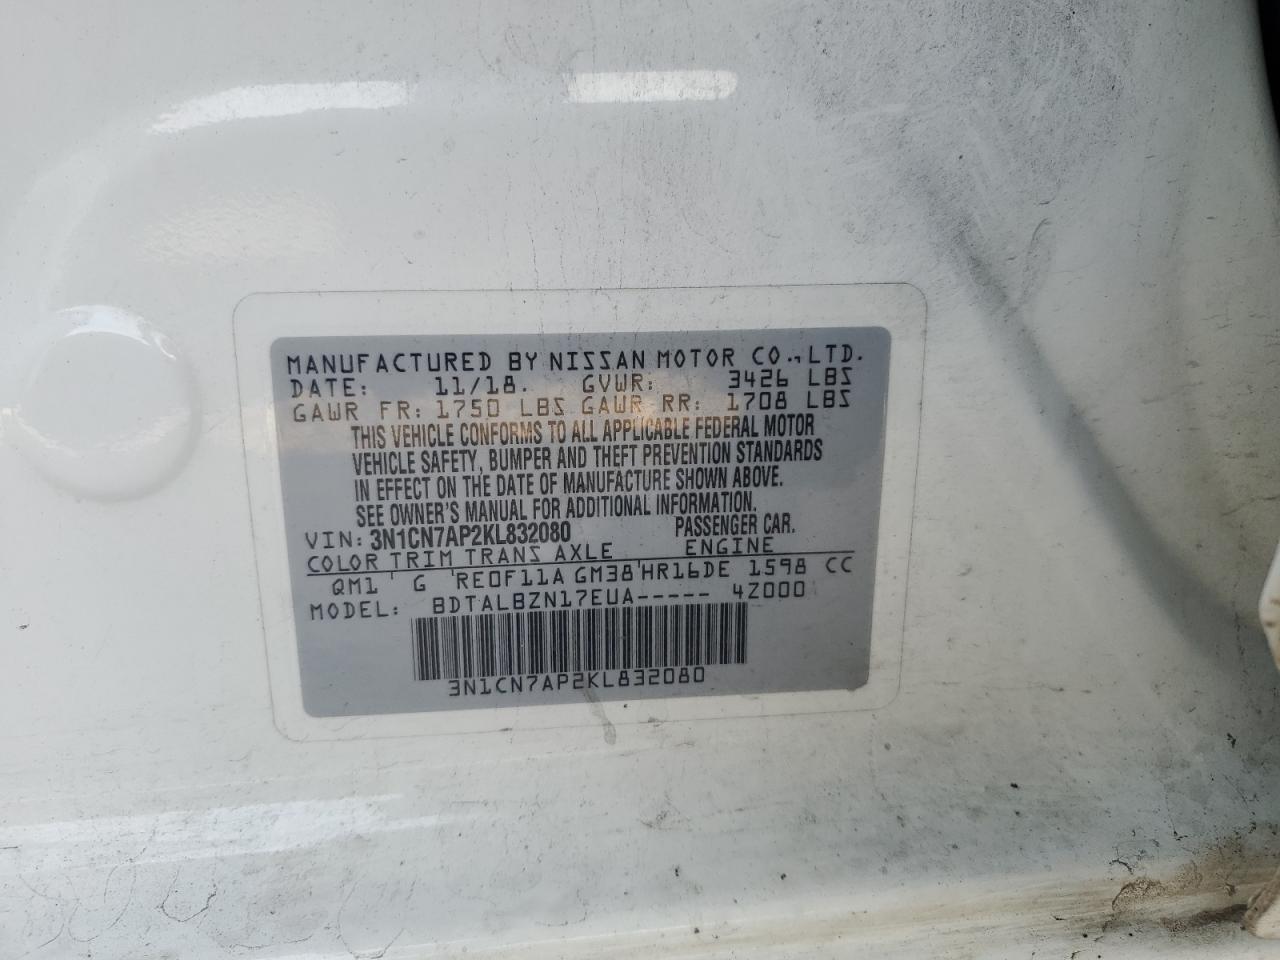 MANUFACTURED BY NISSAN MOTOR CO.,LTD.
DATE: 11/18. GVWR: 3426 LBS
GAWR FR: 1750 LBS GAWR RR: 1708 LBS
THIS VEHICLE CONFORMS TO ALL APPLICABLE FEDERAL MOTOR
VEHICLE SAFETY, BUMPER AND THEFT PREVENTION STANDARDS
IN EFFECT ON THE DATE OF MANUFACTURE SHOWN ABOVE.
SEE OWNER'S MANUAL FOR ADDITIONAL INFORMATION.
VIN: 3N1CN7AP2KL832080 PASSENGER CAR.
COLOR TRIM TRANS AXLE ENGINE
QM1 ' G 'RE0F11A GM38'HR16DE 1598 CC
MODEL: BDTALBZN17EUA----- 42000
3N1CN7AP2KL832080